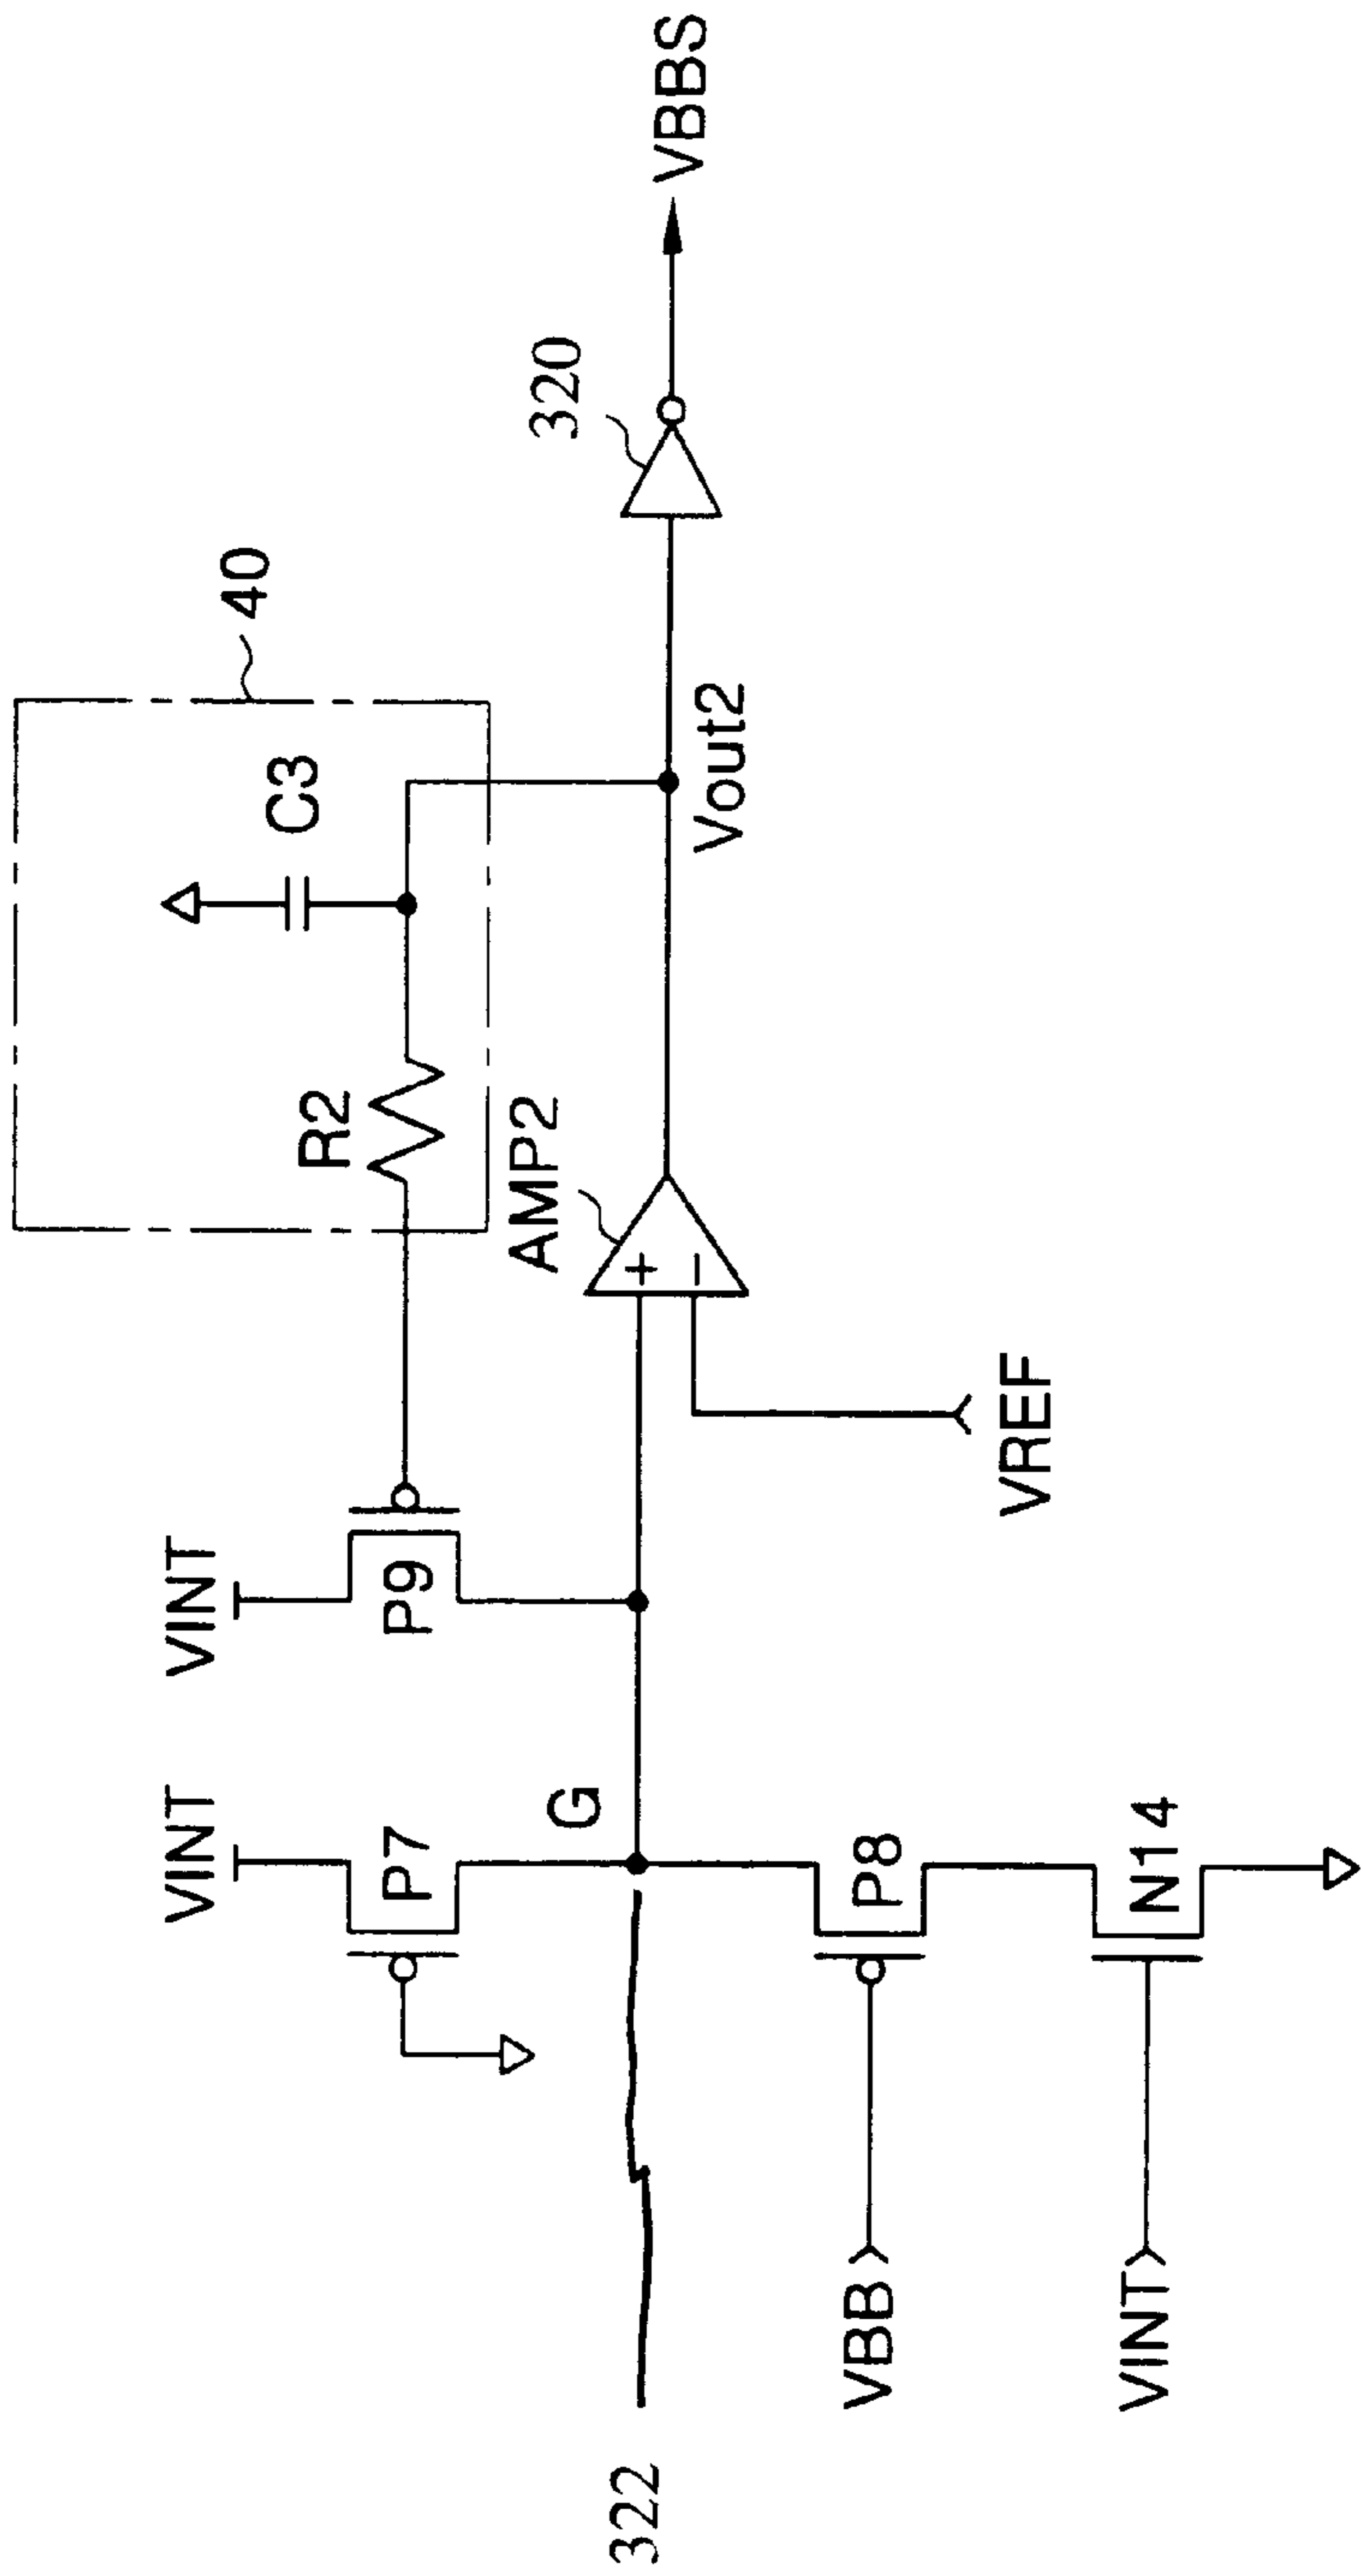 VINT
VINT
P7
P9
G
R2
C3
40
AMP2
+
−
320
VBBS
Vout2
322
VBB
P8
VREF
VINT
N14